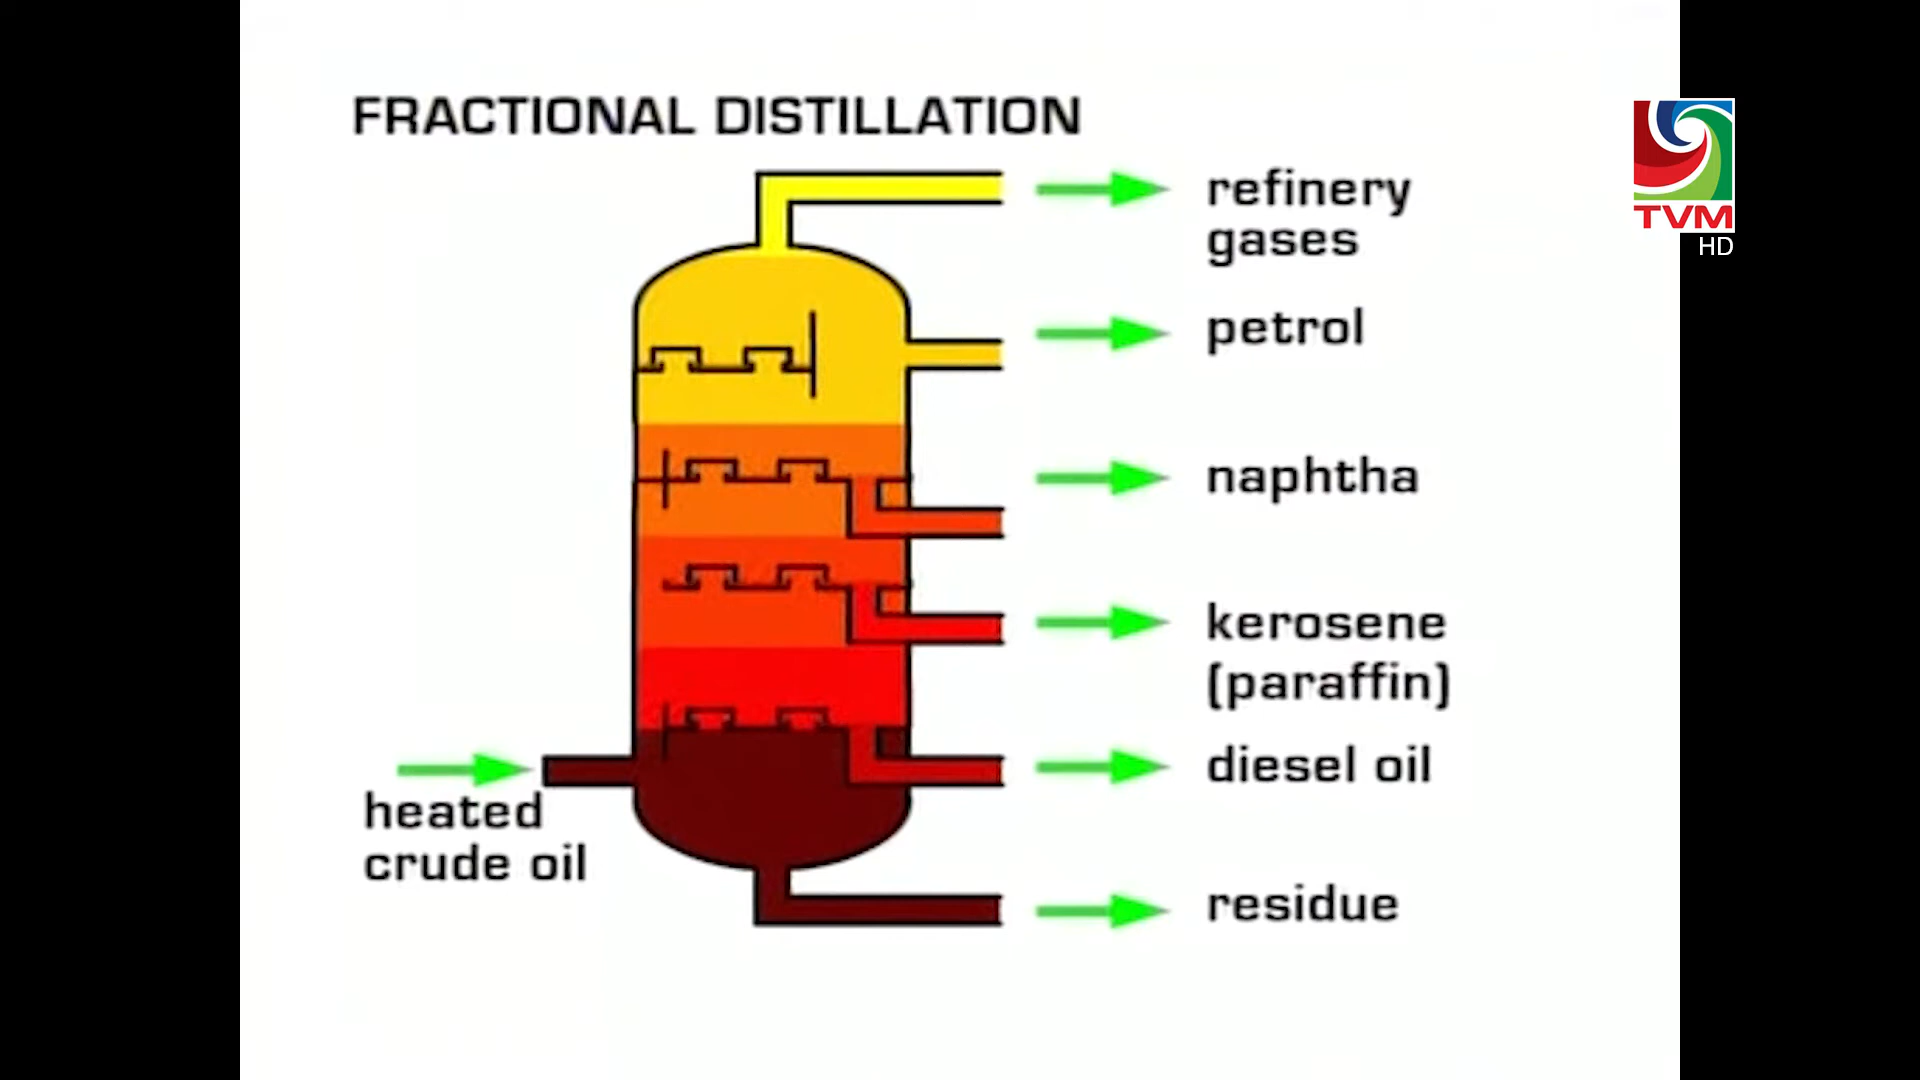 FRACTIONAL DISTILLATION
refinery
gases
petrol
naphtha
kerosene
(paraffin)
diesel oil
residue
heated
crude oil
TVM
HD